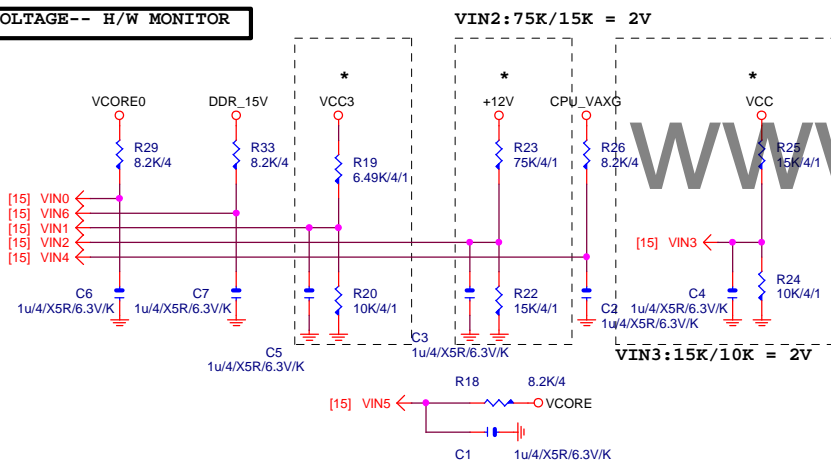 OLTAGE-- H/W MONITOR
VIN2:75K/15K = 2V
*
*
*
VCORE0
DDR_15V
VCC3
+12V
CPU_VAXG
VCC
R29
8.2K/4
R33
8.2K/4
R19
6.49K/4/1
R23
75K/4/1
R26
8.2K/4
R25
15K/4/1
WWW
[15] VIN0
[15] VIN6
[15] VIN1
[15] VIN2
[15] VIN4
[15] VIN3
C6
1u/4/X5R/6.3V/K
C7
1u/4/X5R/6.3V/K
R20
10K/4/1
R22
15K/4/1
C2
1u/4/X5R/6.3V/K
C4
1u/4/X5R/6.3V/K
R24
10K/4/1
C5
1u/4/X5R/6.3V/K
C3
1u/4/X5R/6.3V/K
VIN3:15K/10K = 2V
R18
8.2K/4
[15] VIN5
VCORE
C1
1u/4/X5R/6.3V/K